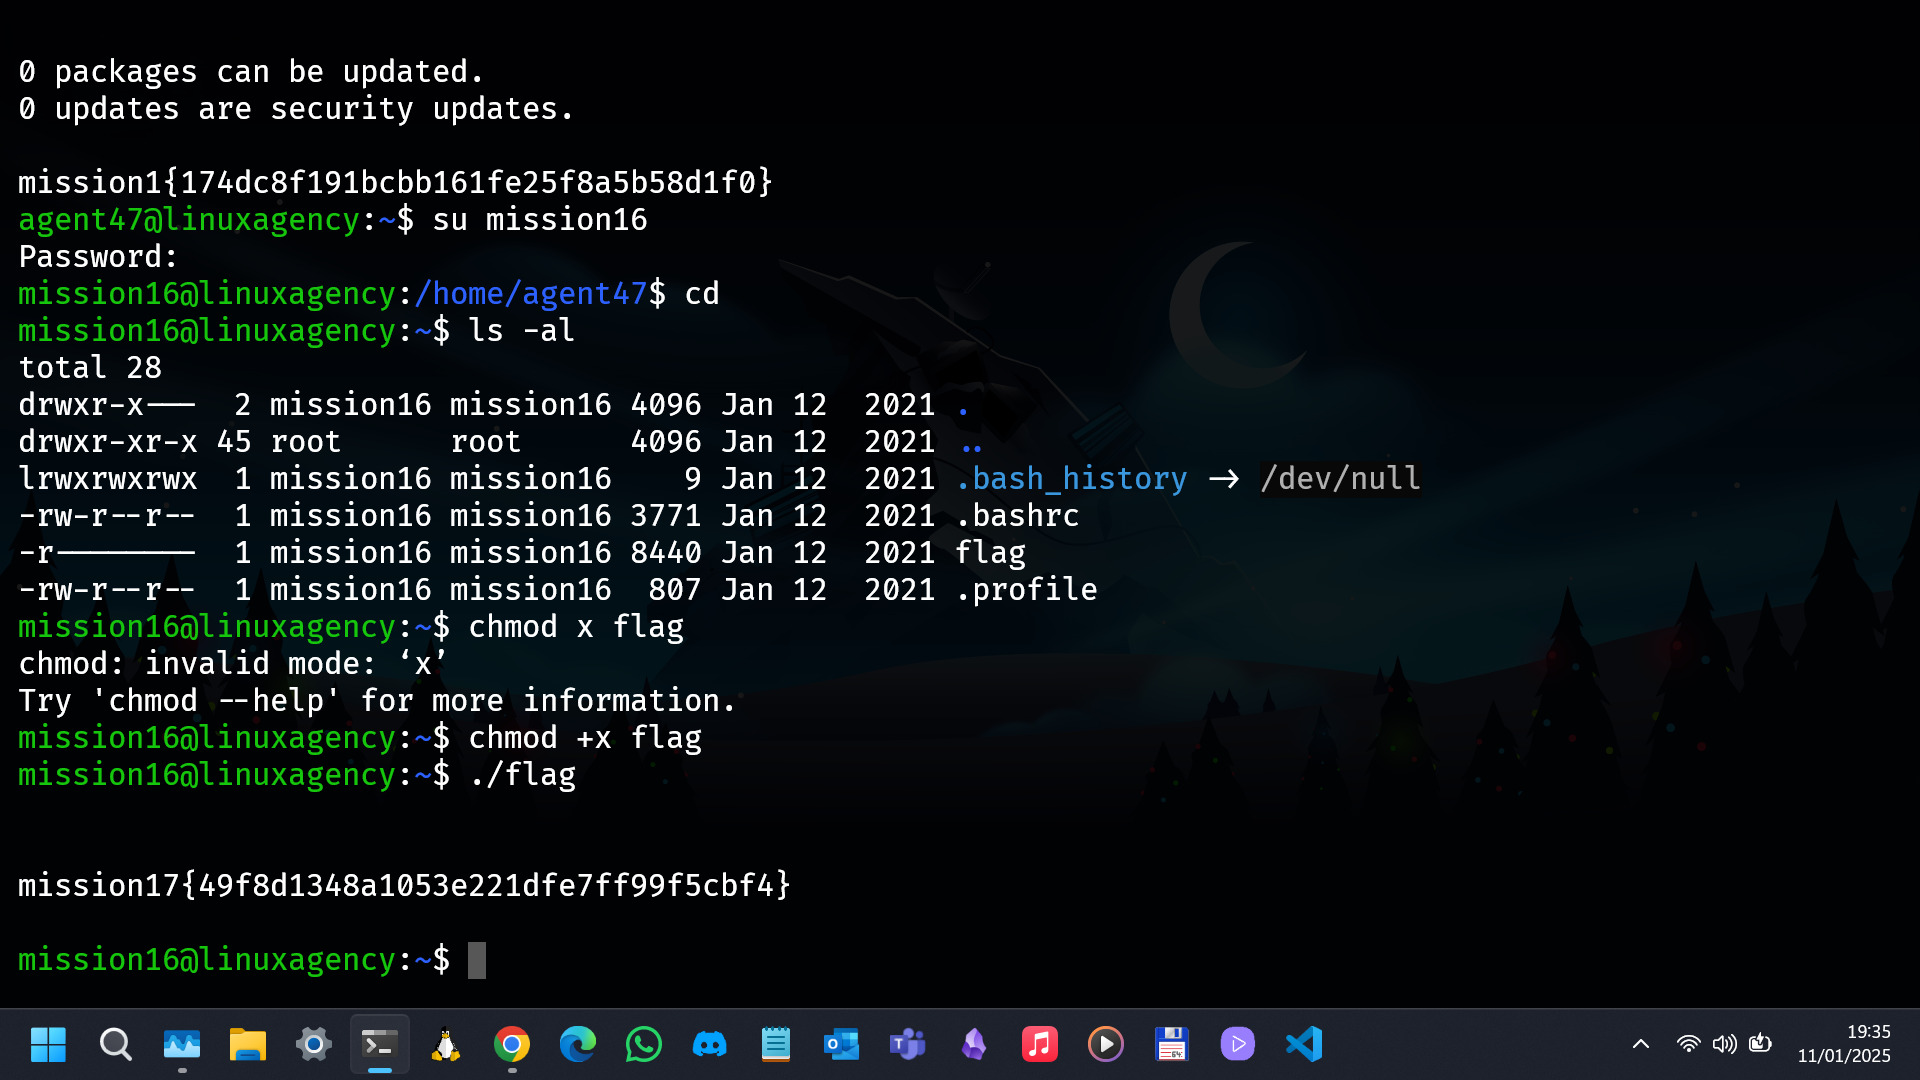 0 packages can be updated.
0 updates are security updates.
mission1{174dc8f191bcbb161fe25f8a5b58d1f0}
agent47@linuxagency:~$ su mission16
Password:
mission16@linuxagency:/home/agent47$ cd
mission16@linuxagency:~$ ls -al
total 28
drwxr-x---  2 mission16 mission16 4096 Jan 12  2021 .
drwxr-xr-x 45 root      root      4096 Jan 12  2021 ..
lrwxrwxrwx  1 mission16 mission16    9 Jan 12  2021 .bash_history -> /dev/null
-rw-r--r--  1 mission16 mission16 3771 Jan 12  2021 .bashrc
-r--------  1 mission16 mission16 8440 Jan 12  2021 flag
-rw-r--r--  1 mission16 mission16  807 Jan 12  2021 .profile
mission16@linuxagency:~$ chmod x flag
chmod: invalid mode: ‘x’
Try 'chmod --help' for more information.
mission16@linuxagency:~$ chmod +x flag
mission16@linuxagency:~$ ./flag
mission17{49f8d1348a1053e221dfe7ff99f5cbf4}
mission16@linuxagency:~$
19:35
11/01/2025